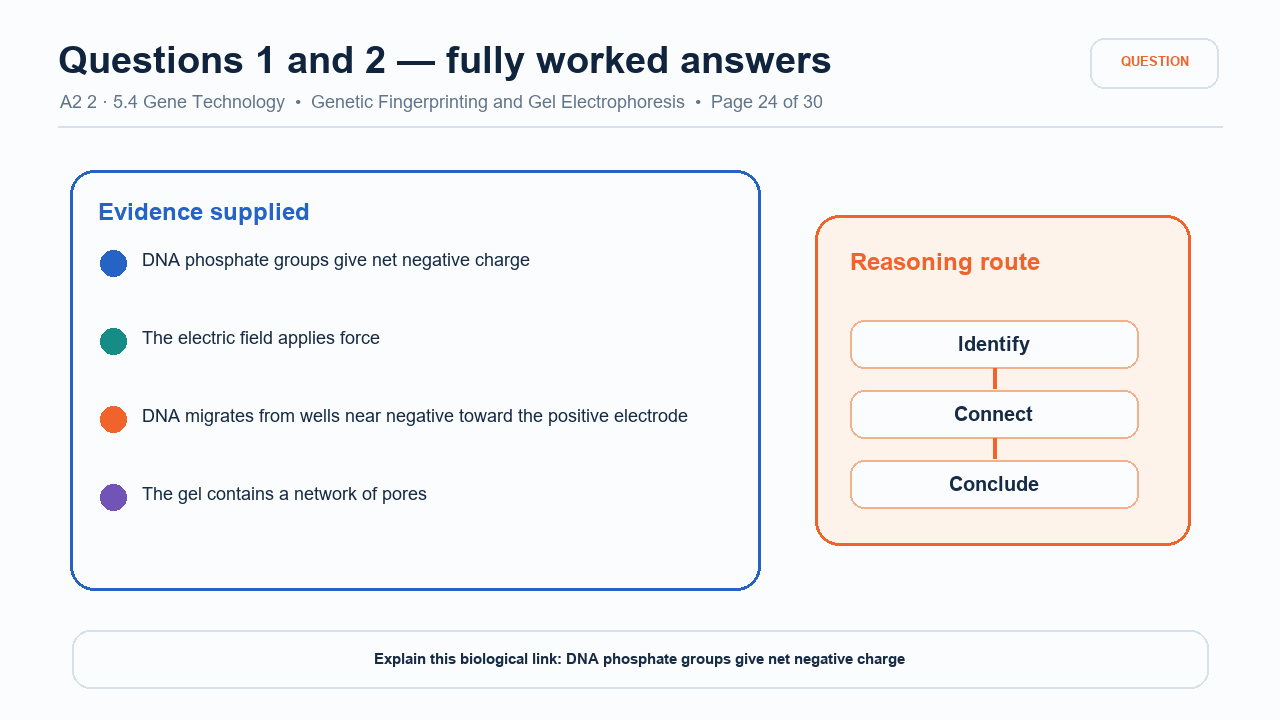 Questions 1 and 2 — fully worked answers
QUESTION
A2 2 · 5.4 Gene Technology • Genetic Fingerprinting and Gel Electrophoresis • Page 24 of 30
Evidence supplied
DNA phosphate groups give net negative charge
The electric field applies force
DNA migrates from wells near negative toward the positive electrode
The gel contains a network of pores
Reasoning route
Identify
Connect
Conclude
Explain this biological link: DNA phosphate groups give net negative charge